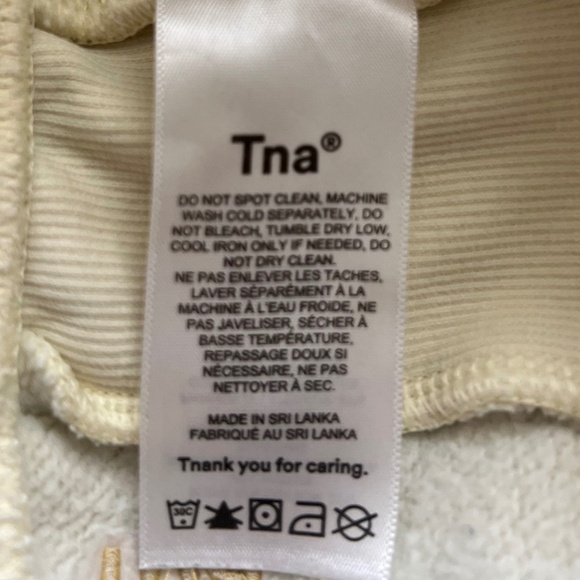 Tna®
DO NOT SPOT CLEAN, MACHINE
WASH COLD SEPARATELY, DO
NOT BLEACH, TUMBLE DRY LOW,
COOL IRON ONLY IF NEEDED, DO
NOT DRY CLEAN.
NE PAS ENLEVER LES TACHES,
LAVER SÉPARÉMENT À LA
MACHINE À L'EAU FROIDE, NE
PAS JAVELISER, SÉCHER À
BASSE TEMPÉRATURE,
REPASSAGE DOUX SI
NÉCESSAIRE, NE PAS
NETTOYER À SEC.
MADE IN SRI LANKA
FABRIQUÉ AU SRI LANKA
Tnank you for caring.
30C